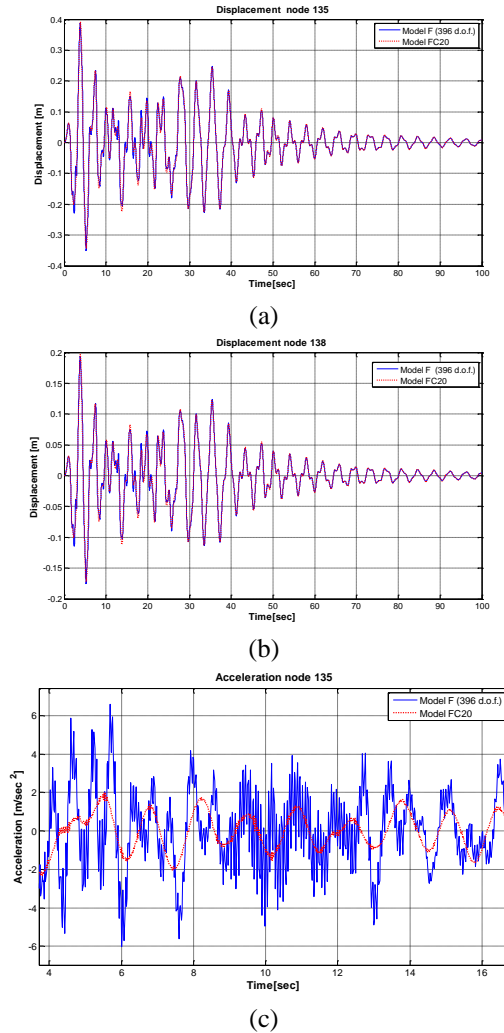 Displacement node 135
Displacement [m]
0.4
0.3
0.2
0.1
0
-0.1
-0.2
-0.3
-0.4
Model F (396 d.o.f.)
Model FC20
0 10 20 30 40 50 60 70 80 90 100
Time[sec]
(a)
Displacement node 138
Displacement [m]
0.2
0.15
0.1
0.05
0
-0.05
-0.1
-0.15
-0.2
Model F (396 d.o.f.)
Model FC20
0 10 20 30 40 50 60 70 80 90 100
Time[sec]
(b)
Acceleration node 135
Acceleration [m/sec²]
6
4
2
0
-2
-4
-6
Model F (396 d.o.f.)
Model FC20
4 6 8 10 12 14 16
Time[sec]
(c)